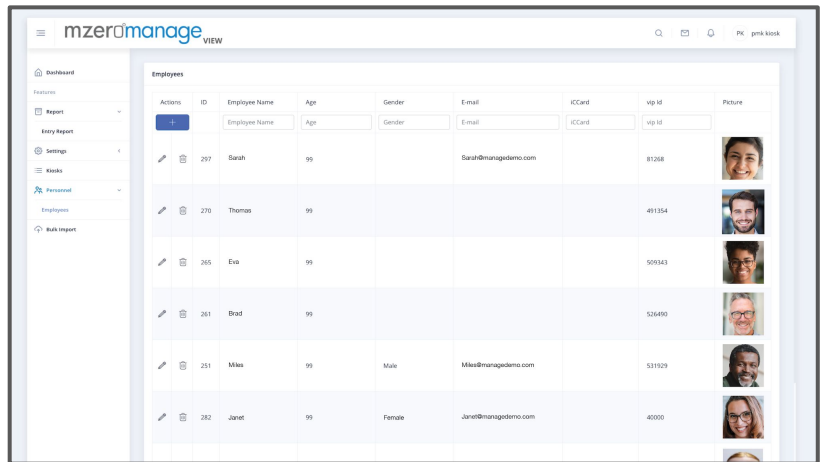 mzeromanage VIEW
PK pmk kiosk
Dashboard
Features
Report
Entry Report
Settings
Kiosks
Personnel
Employees
Bulk Import
Employees
Actions ID Employee Name Age Gender E-mail iCCard vip id Picture
+ Employee Name Age Gender E-mail iCCard vip id
297 Sarah 99 Sarah@managedemo.com 81268
270 Thomas 99 491354
265 Eva 99 509343
261 Brad 99 526490
251 Miles 99 Male Miles@managedemo.com 531929
282 Janet 99 Female Janet@managedemo.com 40000